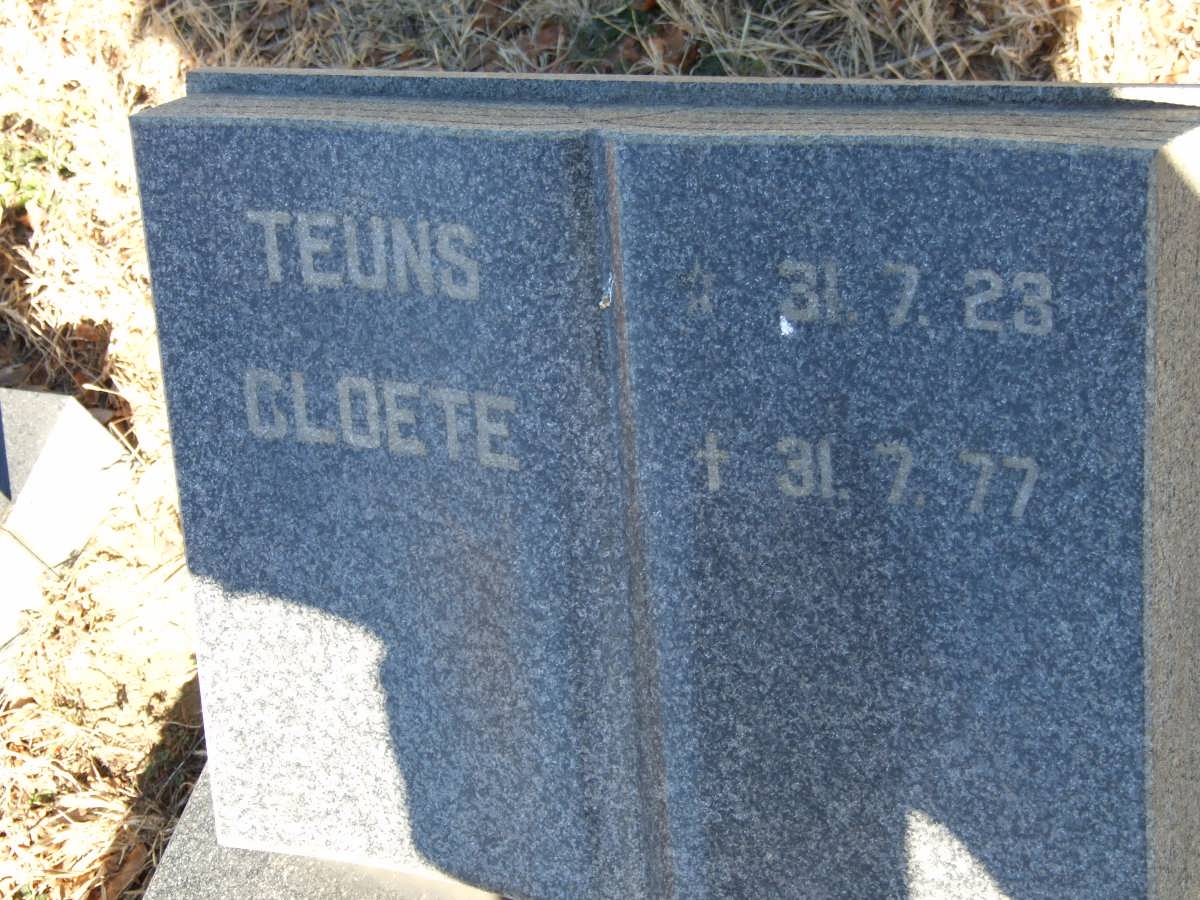 TEUNS
CLOETE
☆ 31. 7. 23
† 31. 7. 77